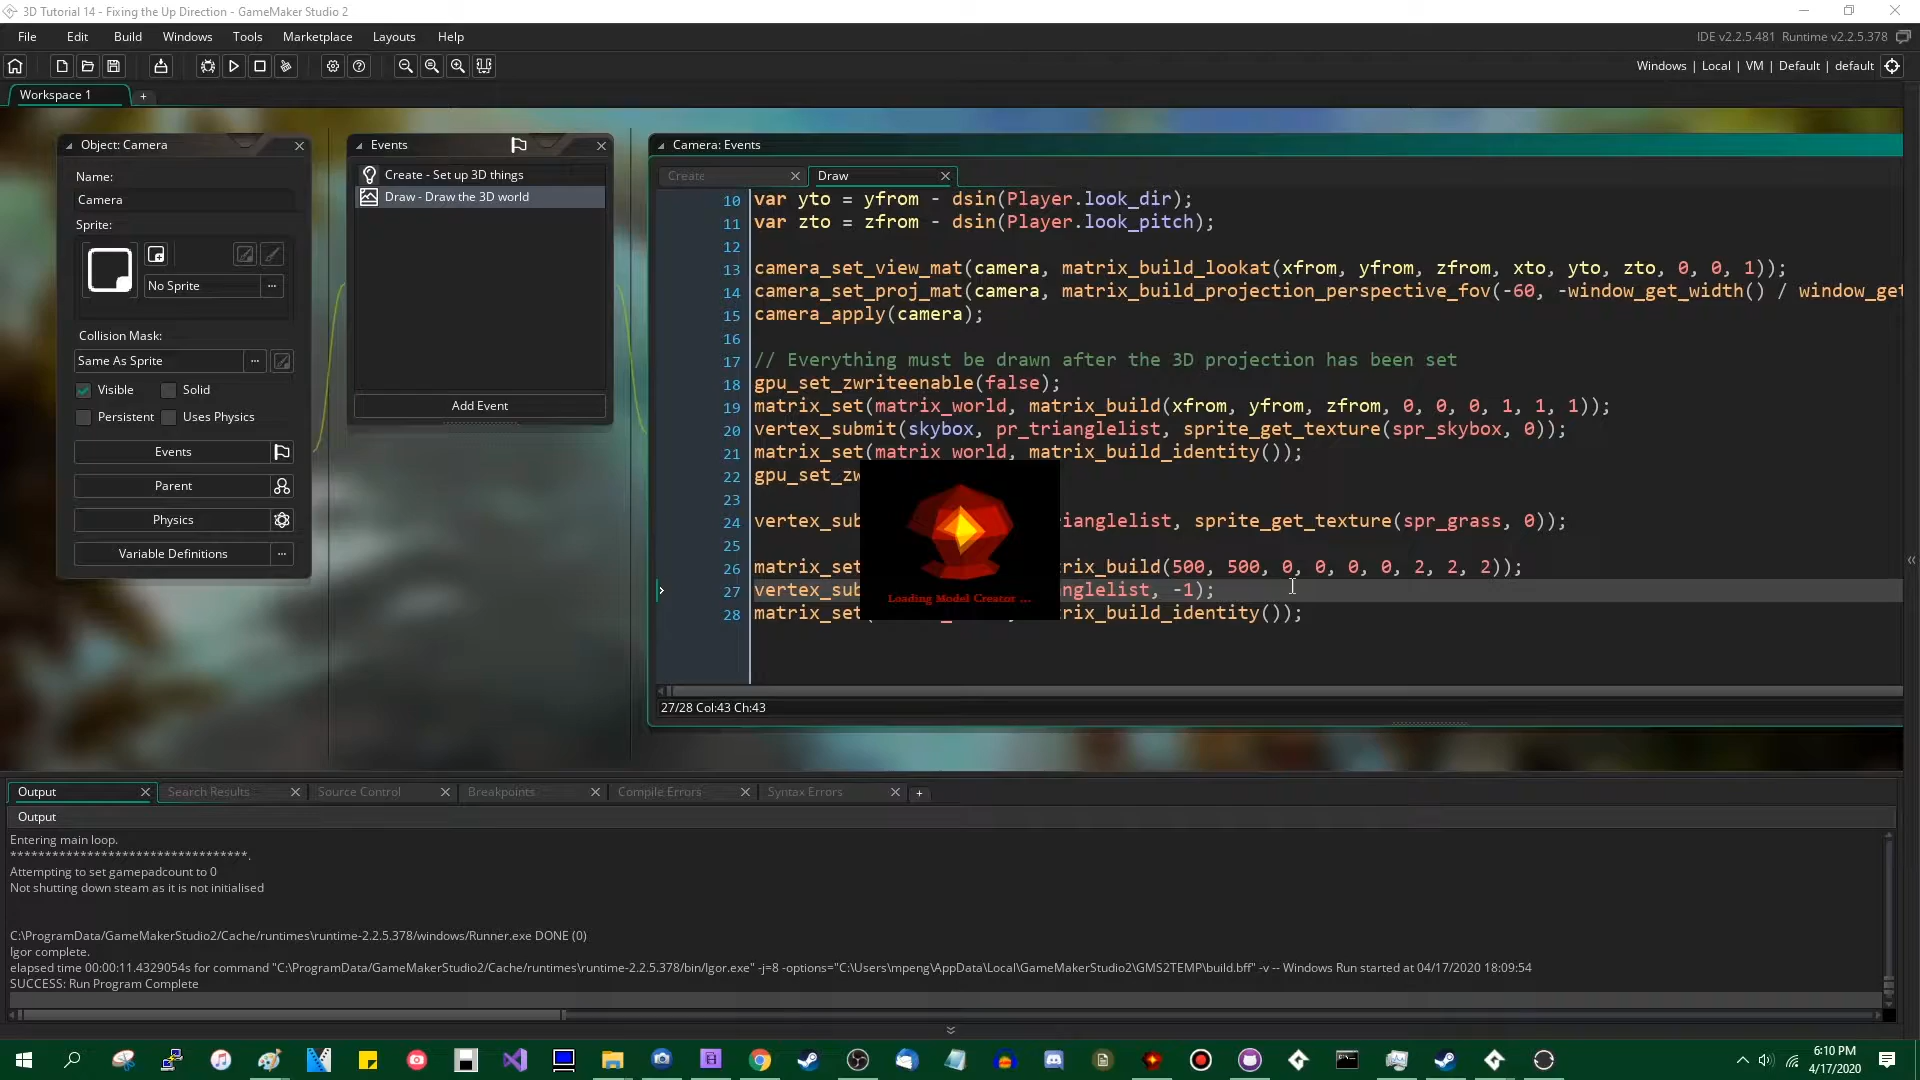 3D Tutorial 14 - Fixing the Up Direction - GameMaker Studio 2
File Edit Build Windows Tools Marketplace Layouts Help
IDE v2.2.5.481 Runtime v2.2.5.378
Windows | Local | VM | Default | default
Workspace 1
Object: Camera
Name:
Camera
Sprite:
No Sprite
Collision Mask:
Same As Sprite
Visible Solid
Persistent Uses Physics
Events
Parent
Physics
Variable Definitions
Events
Create - Set up 3D things
Draw - Draw the 3D world
Add Event
Camera: Events
Create Draw
10 var yto = yfrom - dsin(Player.look_dir);
11 var zto = zfrom - dsin(Player.look_pitch);
12
13 camera_set_view_mat(camera, matrix_build_lookat(xfrom, yfrom, zfrom, xto, yto, zto, 0, 0, 1));
14 camera_set_proj_mat(camera, matrix_build_projection_perspective_fov(-60, -window_get_width() / window_get
15 camera_apply(camera);
16
17 // Everything must be drawn after the 3D projection has been set
18 gpu_set_zwriteenable(false);
19 matrix_set(matrix_world, matrix_build(xfrom, yfrom, zfrom, 0, 0, 0, 1, 1, 1));
20 vertex_submit(skybox, pr_trianglelist, sprite_get_texture(spr_skybox, 0));
21 matrix_set(matrix_world, matrix_build_identity());
22 gpu_set_zw
23
24 vertex_sub ianglelist, sprite_get_texture(spr_grass, 0));
25
26 matrix_set trix_build(500, 500, 0, 0, 0, 0, 2, 2, 2));
27 vertex_sub nglelist, -1);
28 matrix_set( trix_build_identity());
Loading Model Creator ...
27/28 Col:43 Ch:43
Output Search Results Source Control Breakpoints Compile Errors Syntax Errors
Output
Entering main loop.
*********************************.
Attempting to set gamepadcount to 0
Not shutting down steam as it is not initialised
C:\ProgramData/GameMakerStudio2/Cache/runtimes\runtime-2.2.5.378/windows/Runner.exe DONE (0)
Igor complete.
elapsed time 00:00:11.4329054s for command "C:\ProgramData/GameMakerStudio2/Cache/runtimes\runtime-2.2.5.378/bin/Igor.exe" -j=8 -options="C:\Users\mpeng\AppData\Local\GameMakerStudio2\GMS2TEMP\build.bff" -v -- Windows Run started at 04/17/2020 18:09:54
SUCCESS: Run Program Complete
6:10 PM
4/17/2020